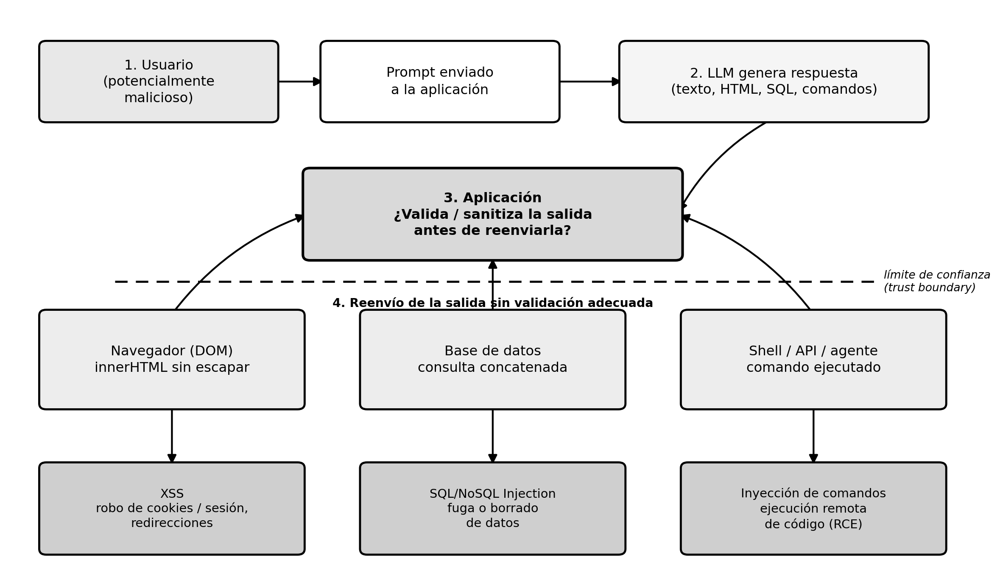 1. Usuario
(potencialmente
malicioso)
Prompt enviado
a la aplicación
2. LLM genera respuesta
(texto, HTML, SQL, comandos)
3. Aplicación
¿Valida / sanitiza la salida
antes de reenviarla?
límite de confianza
(trust boundary)
4. Reenvío de la salida sin validación adecuada
Navegador (DOM)
innerHTML sin escapar
Base de datos
consulta concatenada
Shell / API / agente
comando ejecutado
XSS
robo de cookies / sesión,
redirecciones
SQL/NoSQL Injection
fuga o borrado
de datos
Inyección de comandos
ejecución remota
de código (RCE)